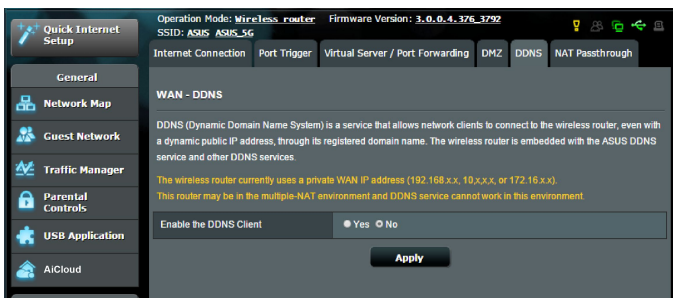 Quick Internet
Setup
General
Network Map
Guest Network
Traffic Manager
Parental
Controls
USB Application
AiCloud
Operation Mode: Wireless router Firmware Version: 3.0.0.4.376_3792
SSID: ASUS ASUS_5G
Internet Connection Port Trigger Virtual Server / Port Forwarding DMZ DDNS NAT Passthrough
WAN - DDNS
DDNS (Dynamic Domain Name System) is a service that allows network clients to connect to the wireless router, even with
a dynamic public IP address, through its registered domain name. The wireless router is embedded with the ASUS DDNS
service and other DDNS services.
The wireless router currently uses a private WAN IP address (192.168.x.x, 10,x,x,x, or 172.16.x.x).
This router may be in the multiple-NAT environment and DDNS service cannot work in this environment.
Enable the DDNS Client Yes No
Apply